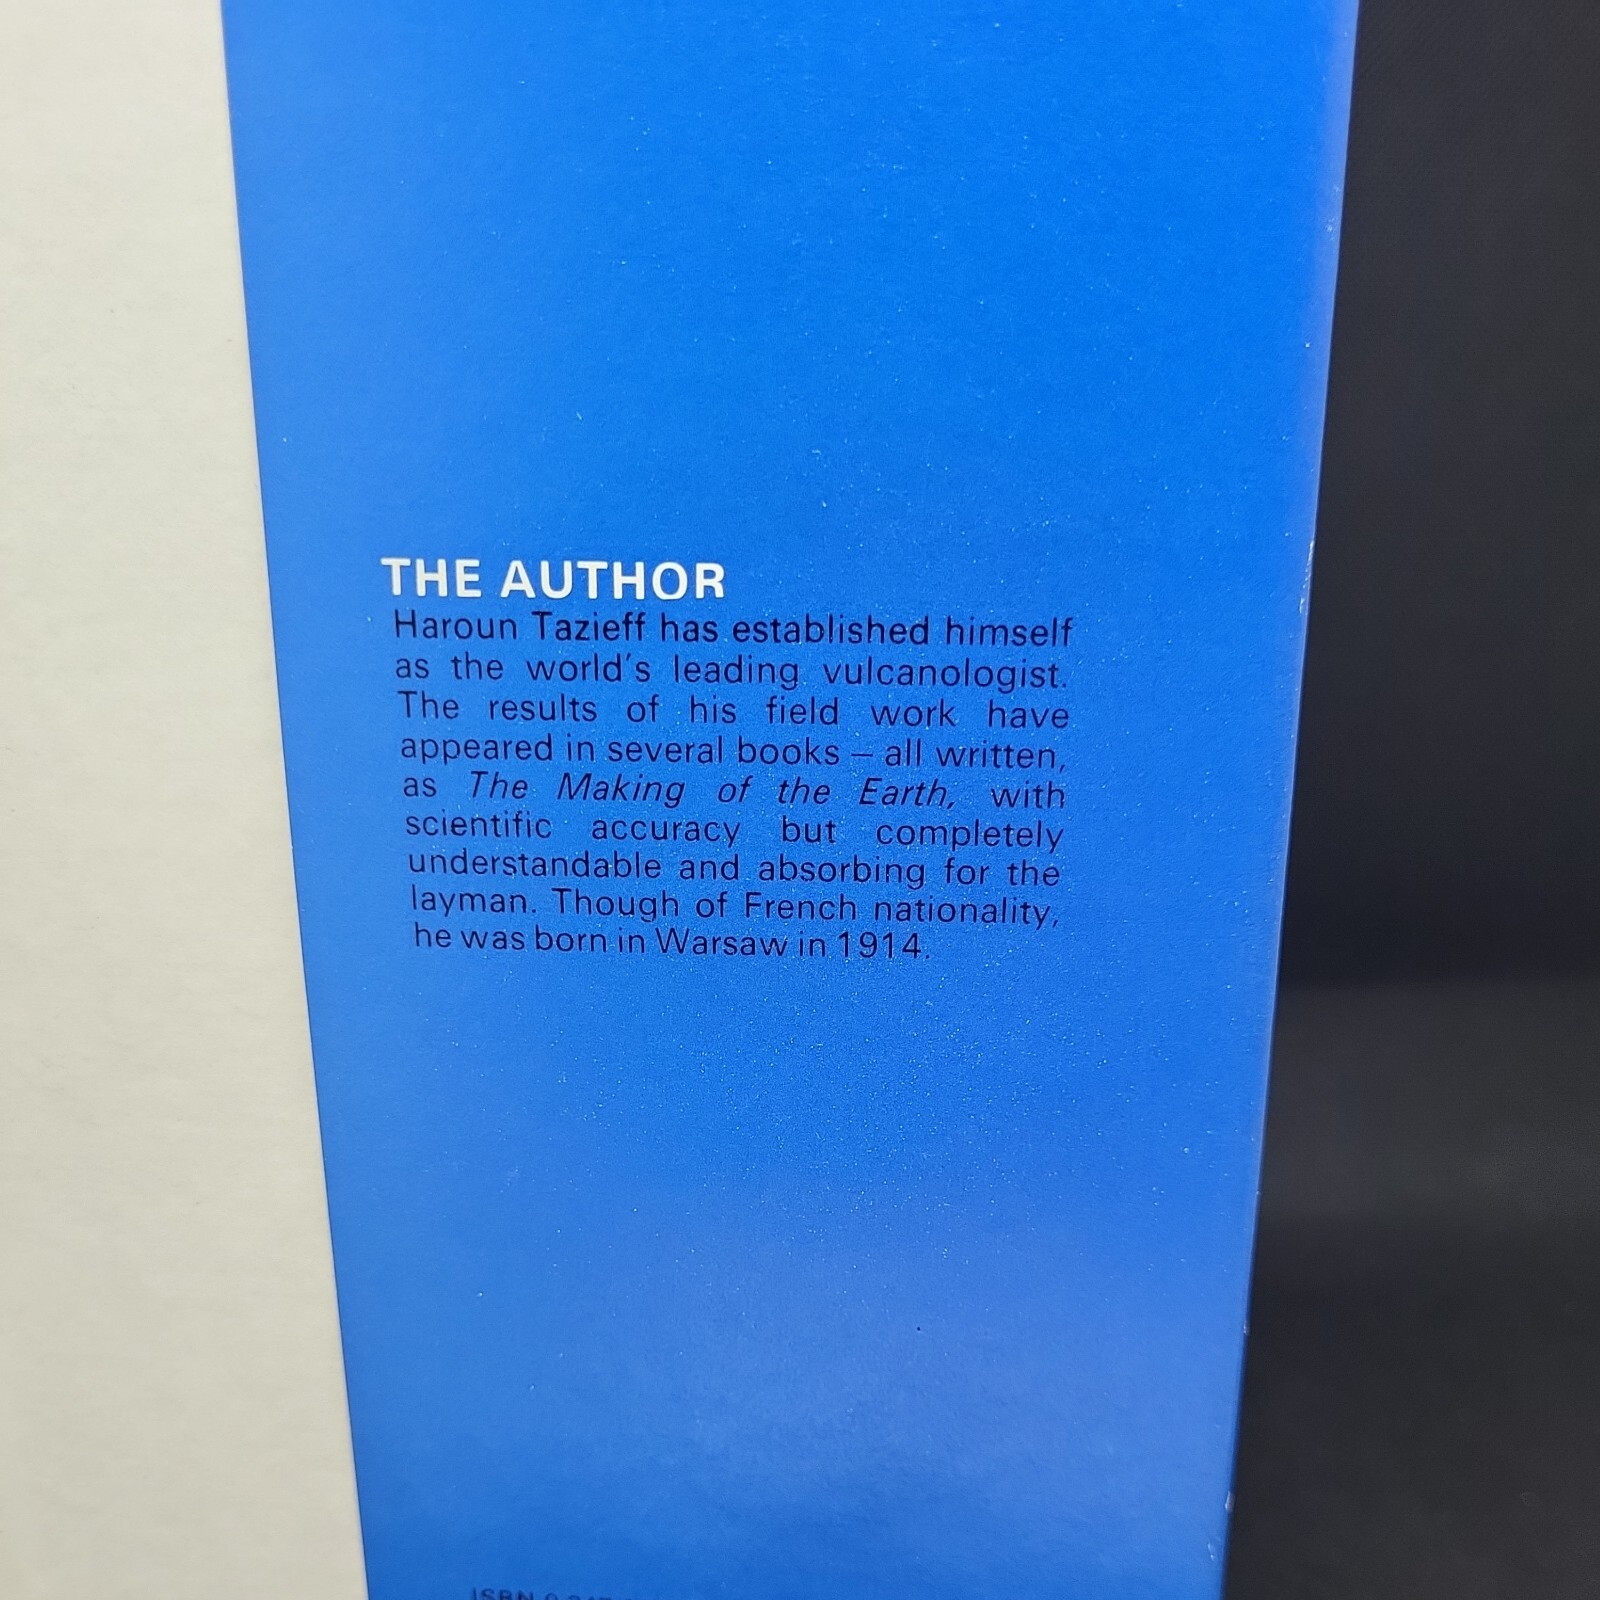 THE AUTHOR
Haroun Tazieff has established himself
as the world's leading vulcanologist.
The results of his field work have
appeared in several books – all written,
as The Making of the Earth, with
scientific accuracy but completely
understandable and absorbing for the
layman. Though of French nationality,
he was born in Warsaw in 1914.
ISBN 0